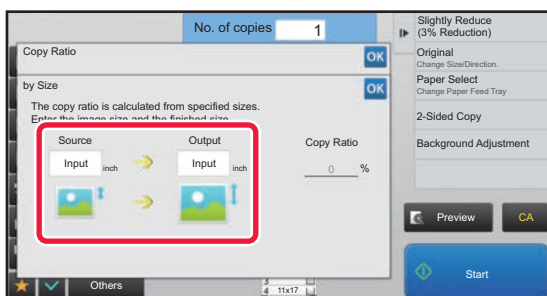 No. of copies 1
Copy Ratio OK
by Size OK
The copy ratio is calculated from specified sizes.
Enter the image size and the finished size
Source Output Copy Ratio
Input inch Input inch 0 %
Slightly Reduce
(3% Reduction)
Original
Change Size/Direction.
Paper Select
Change Paper Feed Tray
2-Sided Copy
Background Adjustment
Preview CA
Start
Others
4 11x17